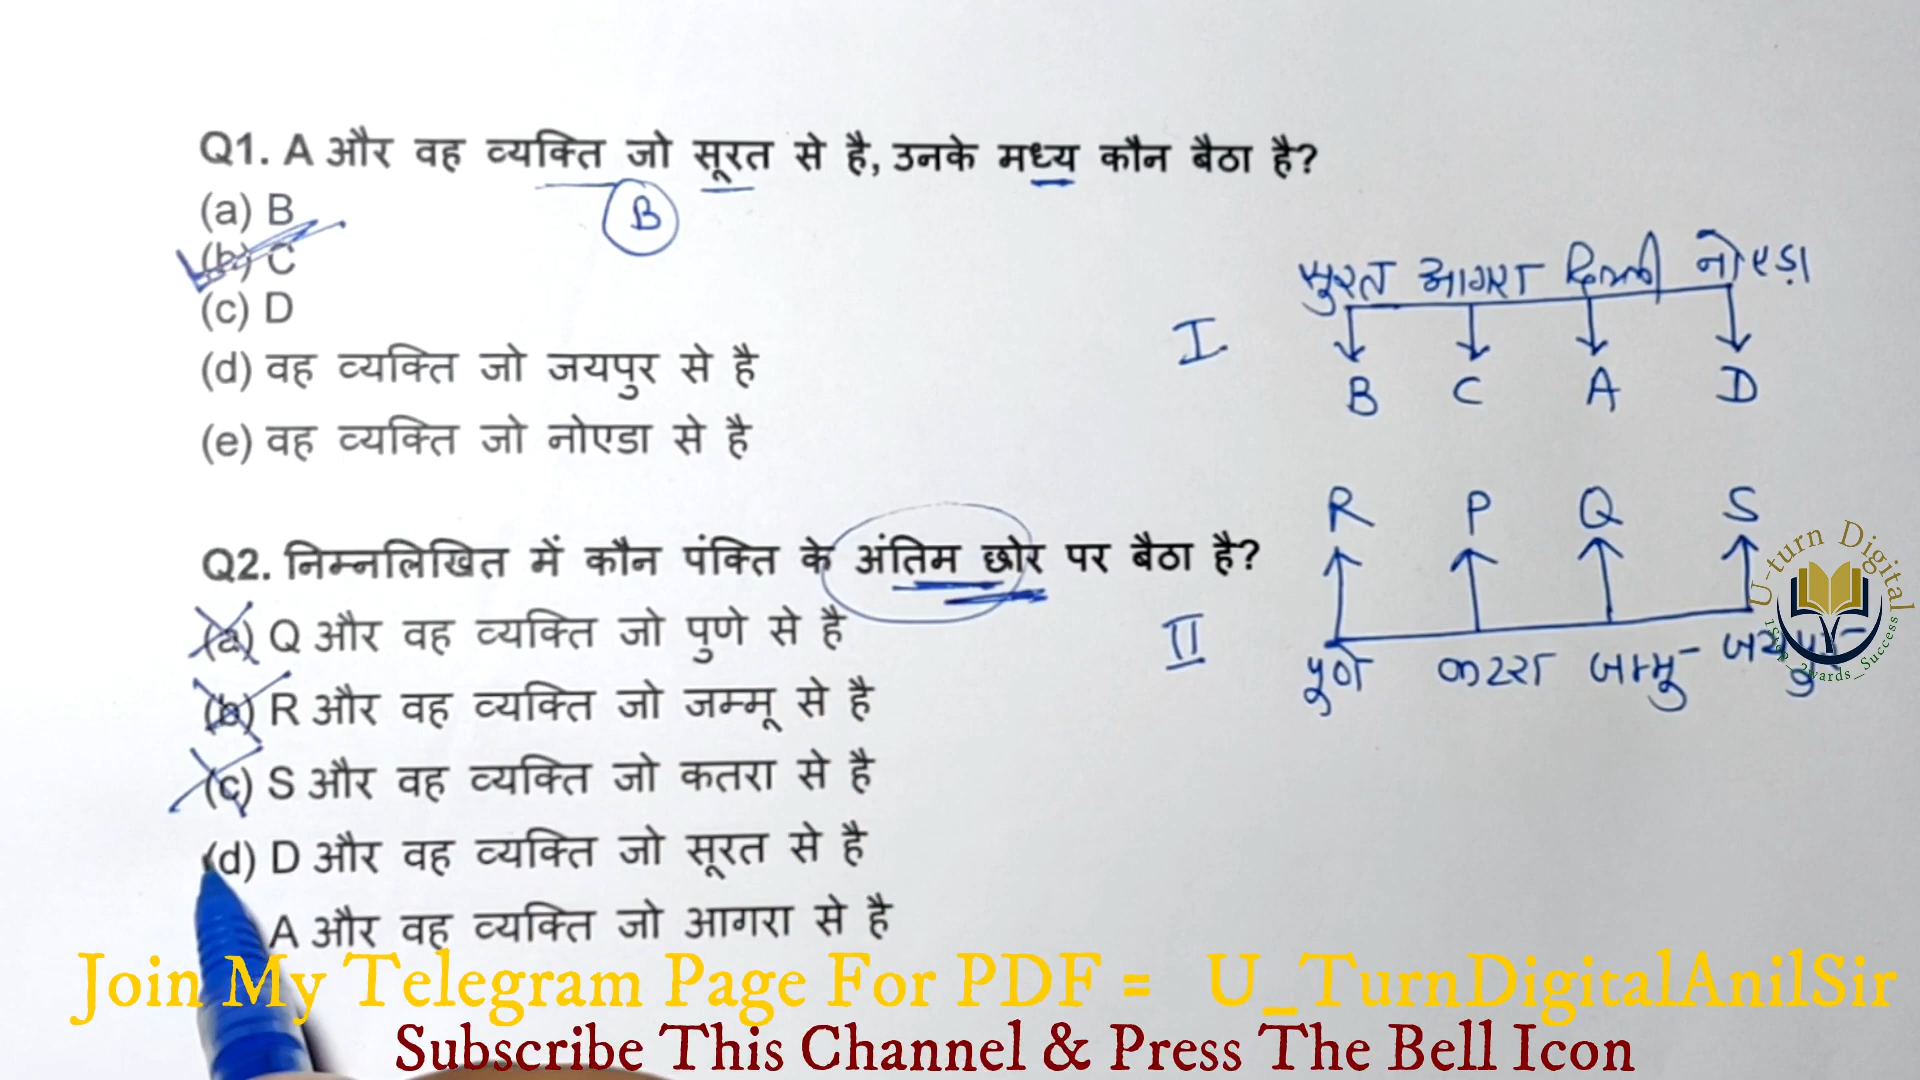 Q1. A और वह व्यक्ति जो सूरत से है, उनके मध्य कौन बैठा है?
(a) B
B
(b) C
(c) D
(d) वह व्यक्ति जो जयपुर से है
(e) वह व्यक्ति जो नोएडा से है
सुरत आगरा दिल्ली नोएडा
I
B C A D
Q2. निम्नलिखित में कौन पंक्ति के अंतिम छोर पर बैठा है?
(a) Q और वह व्यक्ति जो पुणे से है
(b) R और वह व्यक्ति जो जम्मू से है
(c) S और वह व्यक्ति जो कतरा से है
(d) D और वह व्यक्ति जो सूरत से है
A और वह व्यक्ति जो आगरा से है
R P Q S
II
जम्मु
U-turn Digital
Join My Telegram Page For PDF = U_TurnDigitalAnilSir
Subscribe This Channel & Press The Bell Icon